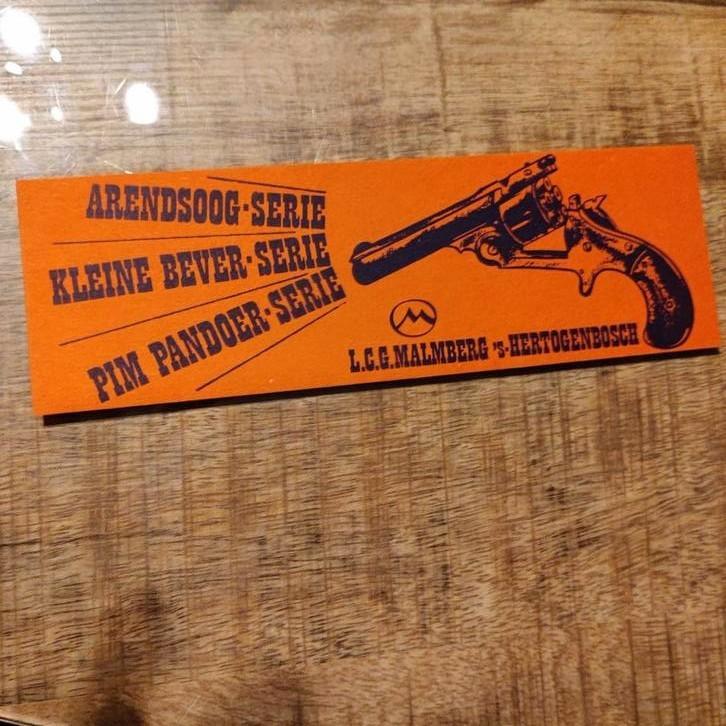 ARENDSOOG-SERIE
KLEINE BEVER-SERIE
PIM PANDOER-SERIE
M
L.C.G.MALMBERG 's-HERTOGENBOSCH